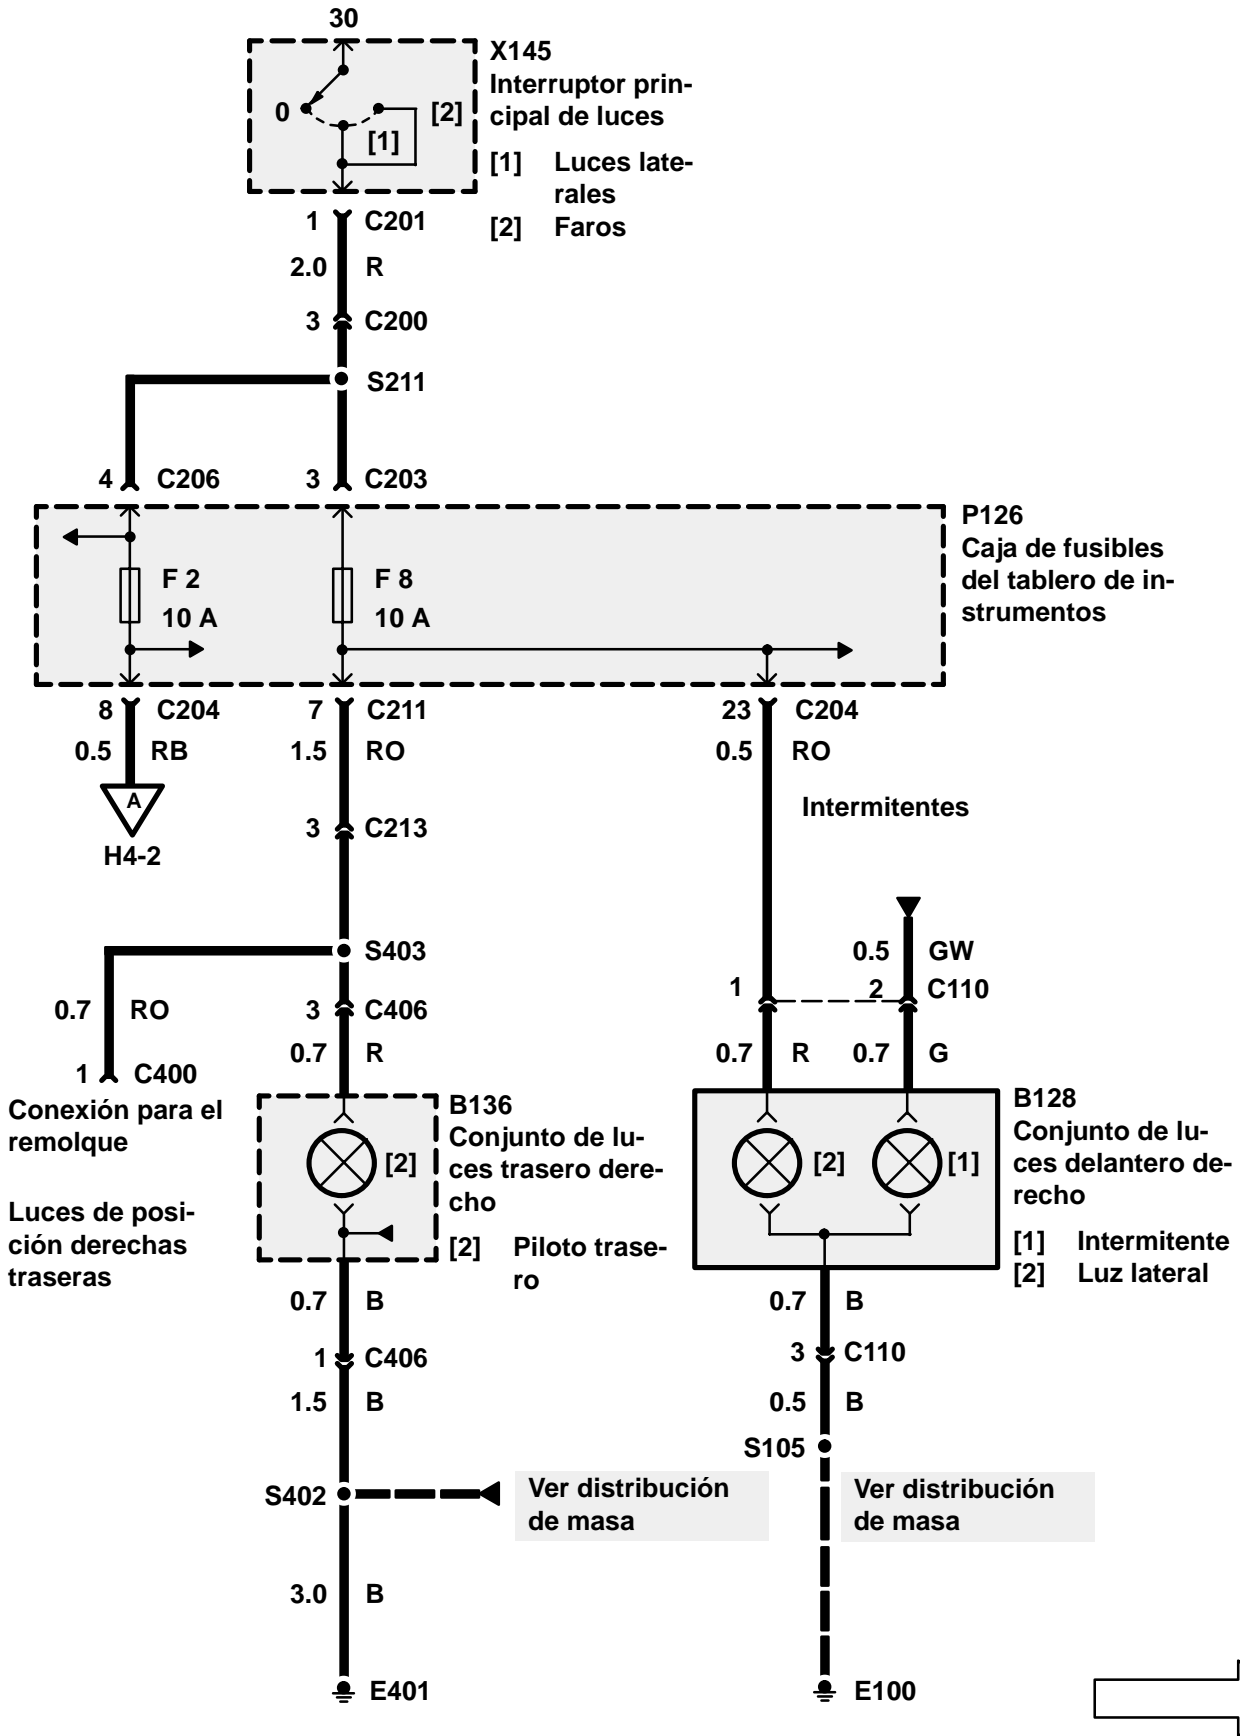 30
X145
Interruptor prin-
cipal de luces
0
[2]
[1]
[1] Luces late-
rales
[2] Faros
1 C201
2.0 R
3 C200
S211
4 C206
3 C203
P126
Caja de fusibles
del tablero de in-
strumentos
F 2
10 A
F 8
10 A
8 C204
7 C211
23 C204
0.5 RB
1.5 RO
0.5 RO
A
H4-2
Intermitentes
3 C213
S403
0.5 GW
1
2 C110
0.7 RO
3 C406
0.7 R
0.7 R
0.7 G
1 C400
Conexión para el
remolque
B136
Conjunto de lu-
ces trasero dere-
cho
[2]
[2] Piloto trase-
ro
B128
Conjunto de lu-
ces delantero de-
recho
[2]
[1]
[1] Intermitente
[2] Luz lateral
Luces de posi-
ción derechas
traseras
0.7 B
0.7 B
1 C406
3 C110
1.5 B
0.5 B
S105
S402
Ver distribución
de masa
Ver distribución
de masa
3.0 B
E401
E100